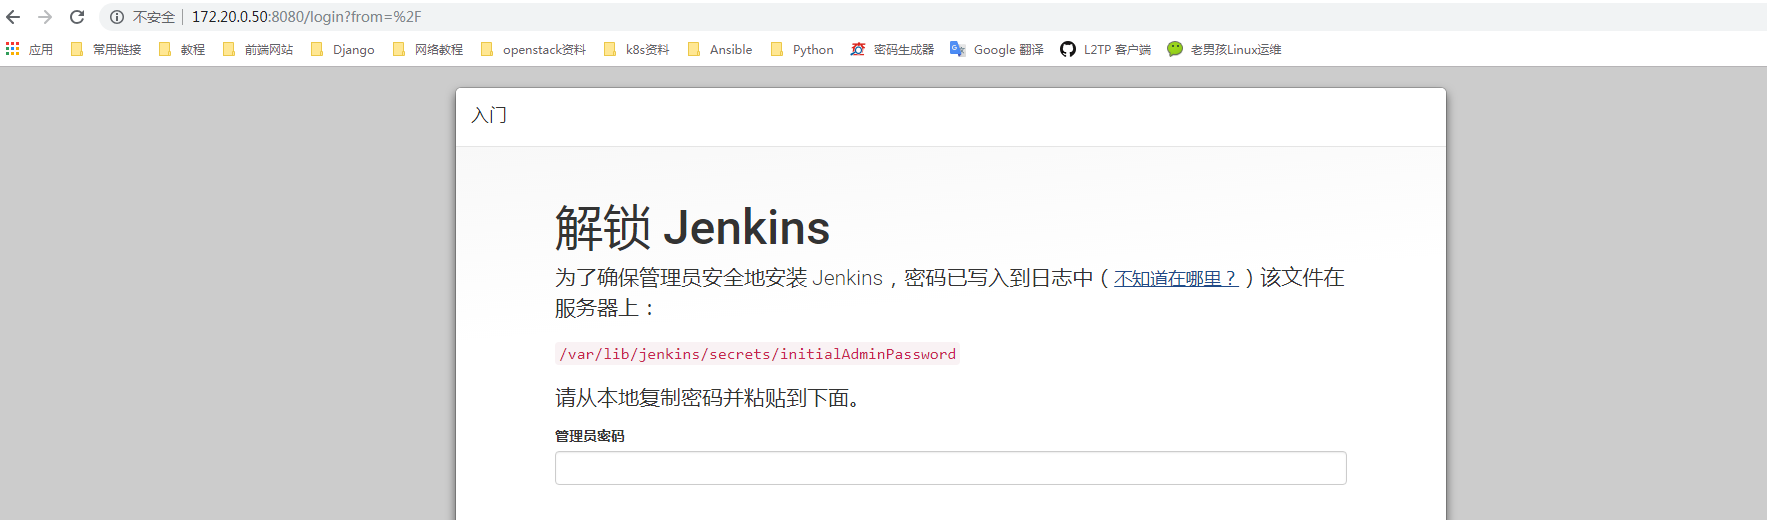 不安全 | 172.20.0.50:8080/login?from=%2F
应用 常用链接 教程 前端网站 Django 网络教程 openstack资料 k8s资料 Ansible Python 密码生成器 Google 翻译 L2TP 客户端 老男孩Linux运维
入门
解锁 Jenkins
为了确保管理员安全地安装 Jenkins，密码已写入到日志中（不知道在哪里？）该文件在
服务器上：
/var/lib/jenkins/secrets/initialAdminPassword
请从本地复制密码并粘贴到下面。
管理员密码